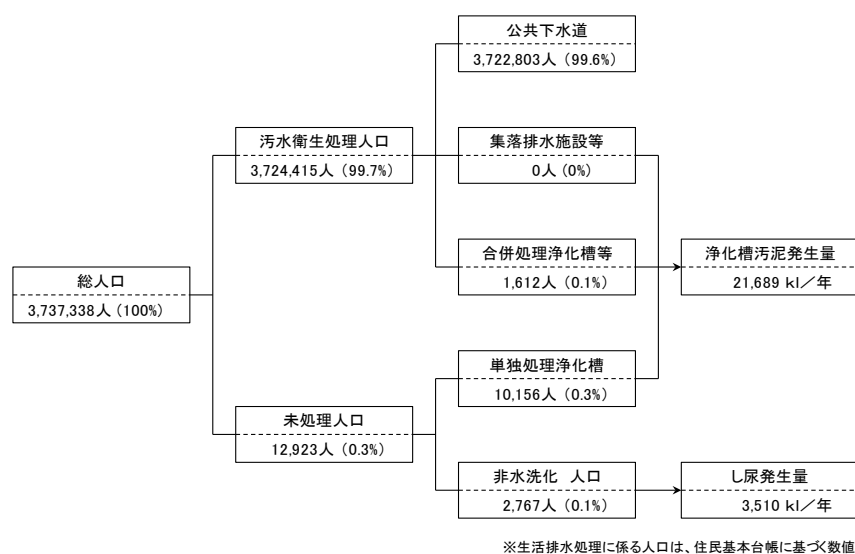 公共下水道
3,722,803人 (99.6%)
汚水衛生処理人口
3,724,415人 (99.7%)
集落排水施設等
0人 (0%)
合併処理浄化槽等
1,612人 (0.1%)
浄化槽汚泥発生量
21,689 kl/年
総人口
3,737,338人 (100%)
単独処理浄化槽
10,156人 (0.3%)
未処理人口
12,923人 (0.3%)
非水洗化 人口
2,767人 (0.1%)
し尿発生量
3,510 kl/年
※生活排水処理に係る人口は、住民基本台帳に基づく数値